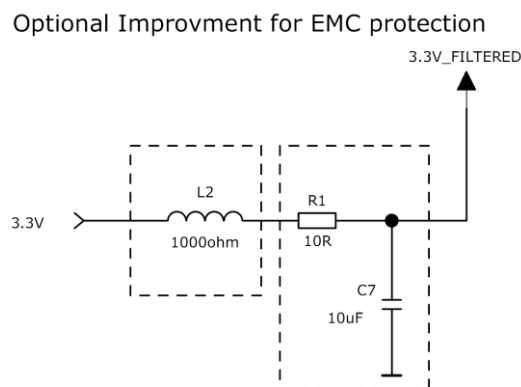 Optional Improvment for EMC protection
3.3V_FILTERED
L2
R1
3.3V
1000ohm
10R
C7
10uF